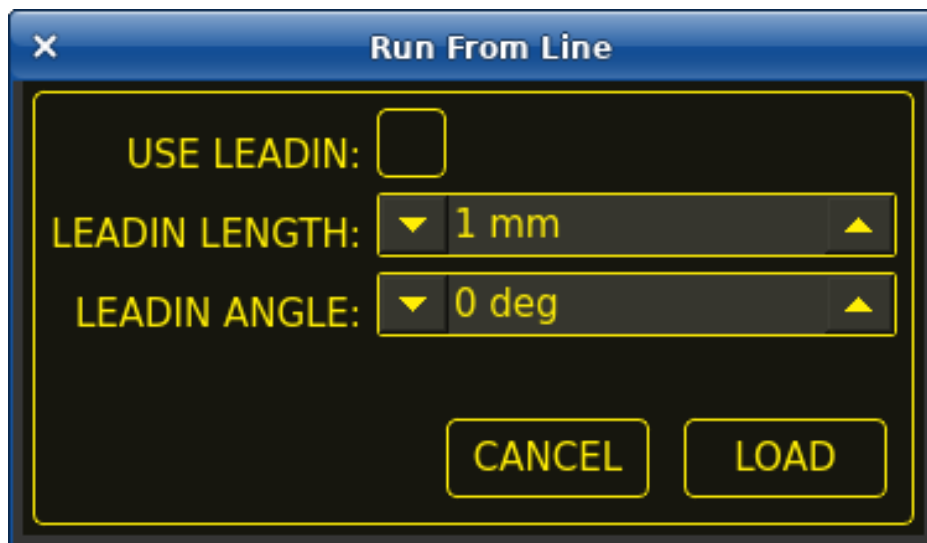 Run From Line
USE LEADIN:
LEADIN LENGTH: 1 mm
LEADIN ANGLE: 0 deg
CANCEL LOAD